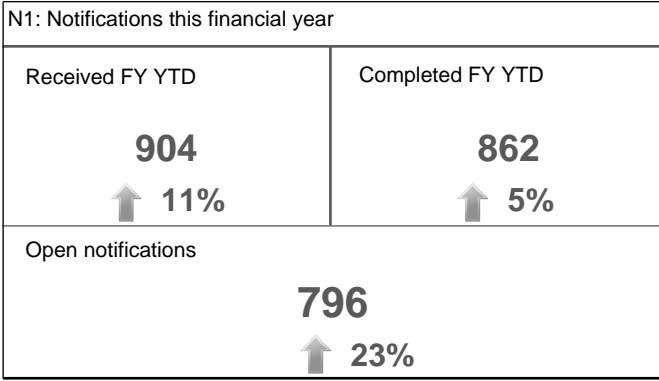 N1: Notifications this financial year
Received FY YTD
904
11%
Completed FY YTD
862
5%
Open notifications
796
23%